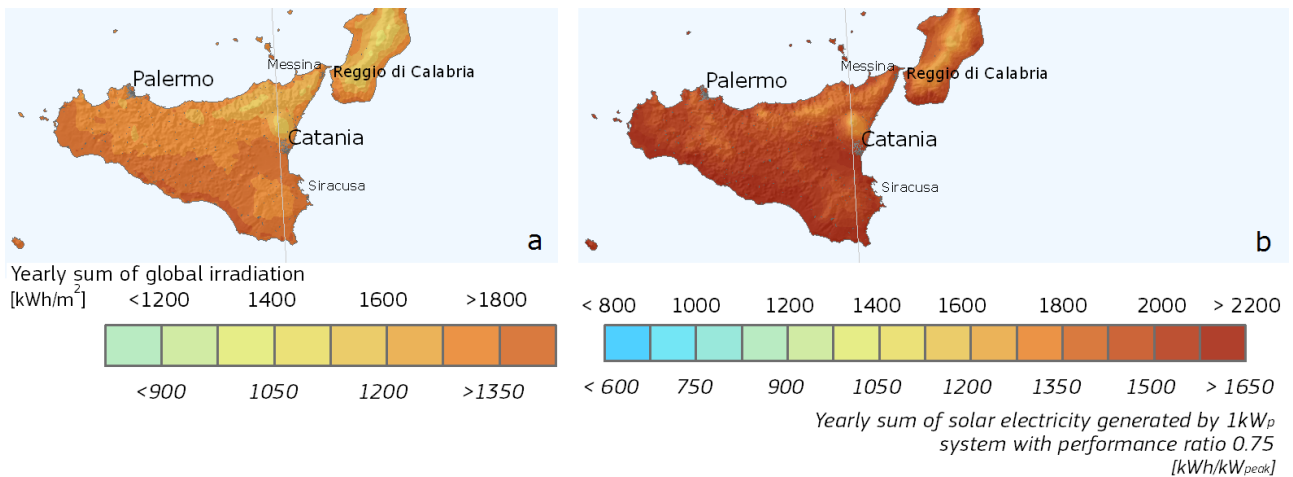 Messina
Palermo
Reggio di Calabria
Catania
Siracusa
a
Messina
Palermo
Reggio di Calabria
Catania
Siracusa
b
Yearly sum of global irradiation
[kWh/m2] <1200 1400 1600 >1800
<900 1050 1200 >1350
< 800 1000 1200 1400 1600 1800 2000 > 2200
< 600 750 900 1050 1200 1350 1500 > 1650
Yearly sum of solar electricity generated by 1kWp
system with performance ratio 0.75
[kWh/kWpeak]